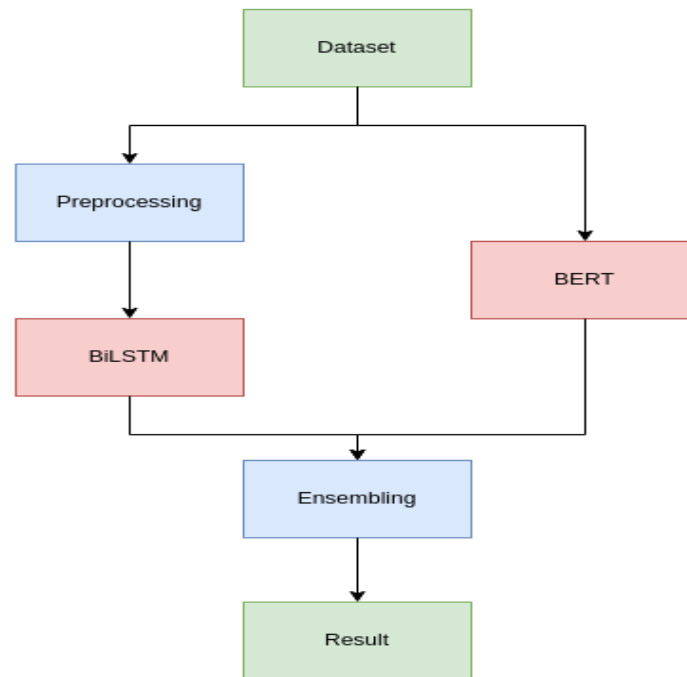 Dataset
Preprocessing
BERT
BiLSTM
Ensembling
Result